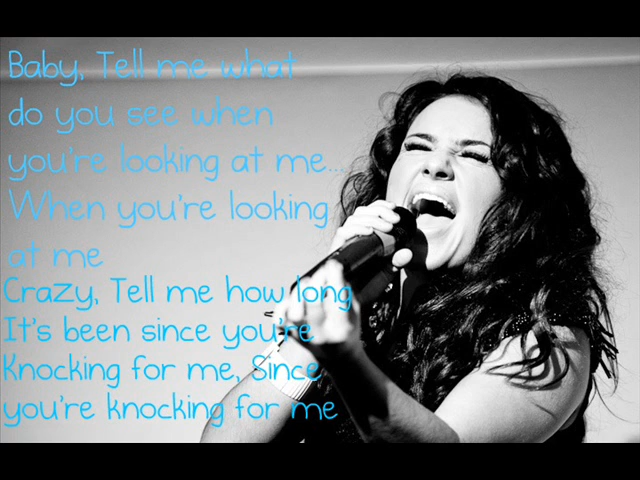 Baby, Tell me what
do you see when
you're looking at me...
When you're looking
at me
Crazy, Tell me how long
It's been since you're
Knocking for me, Since
you're knocking for me